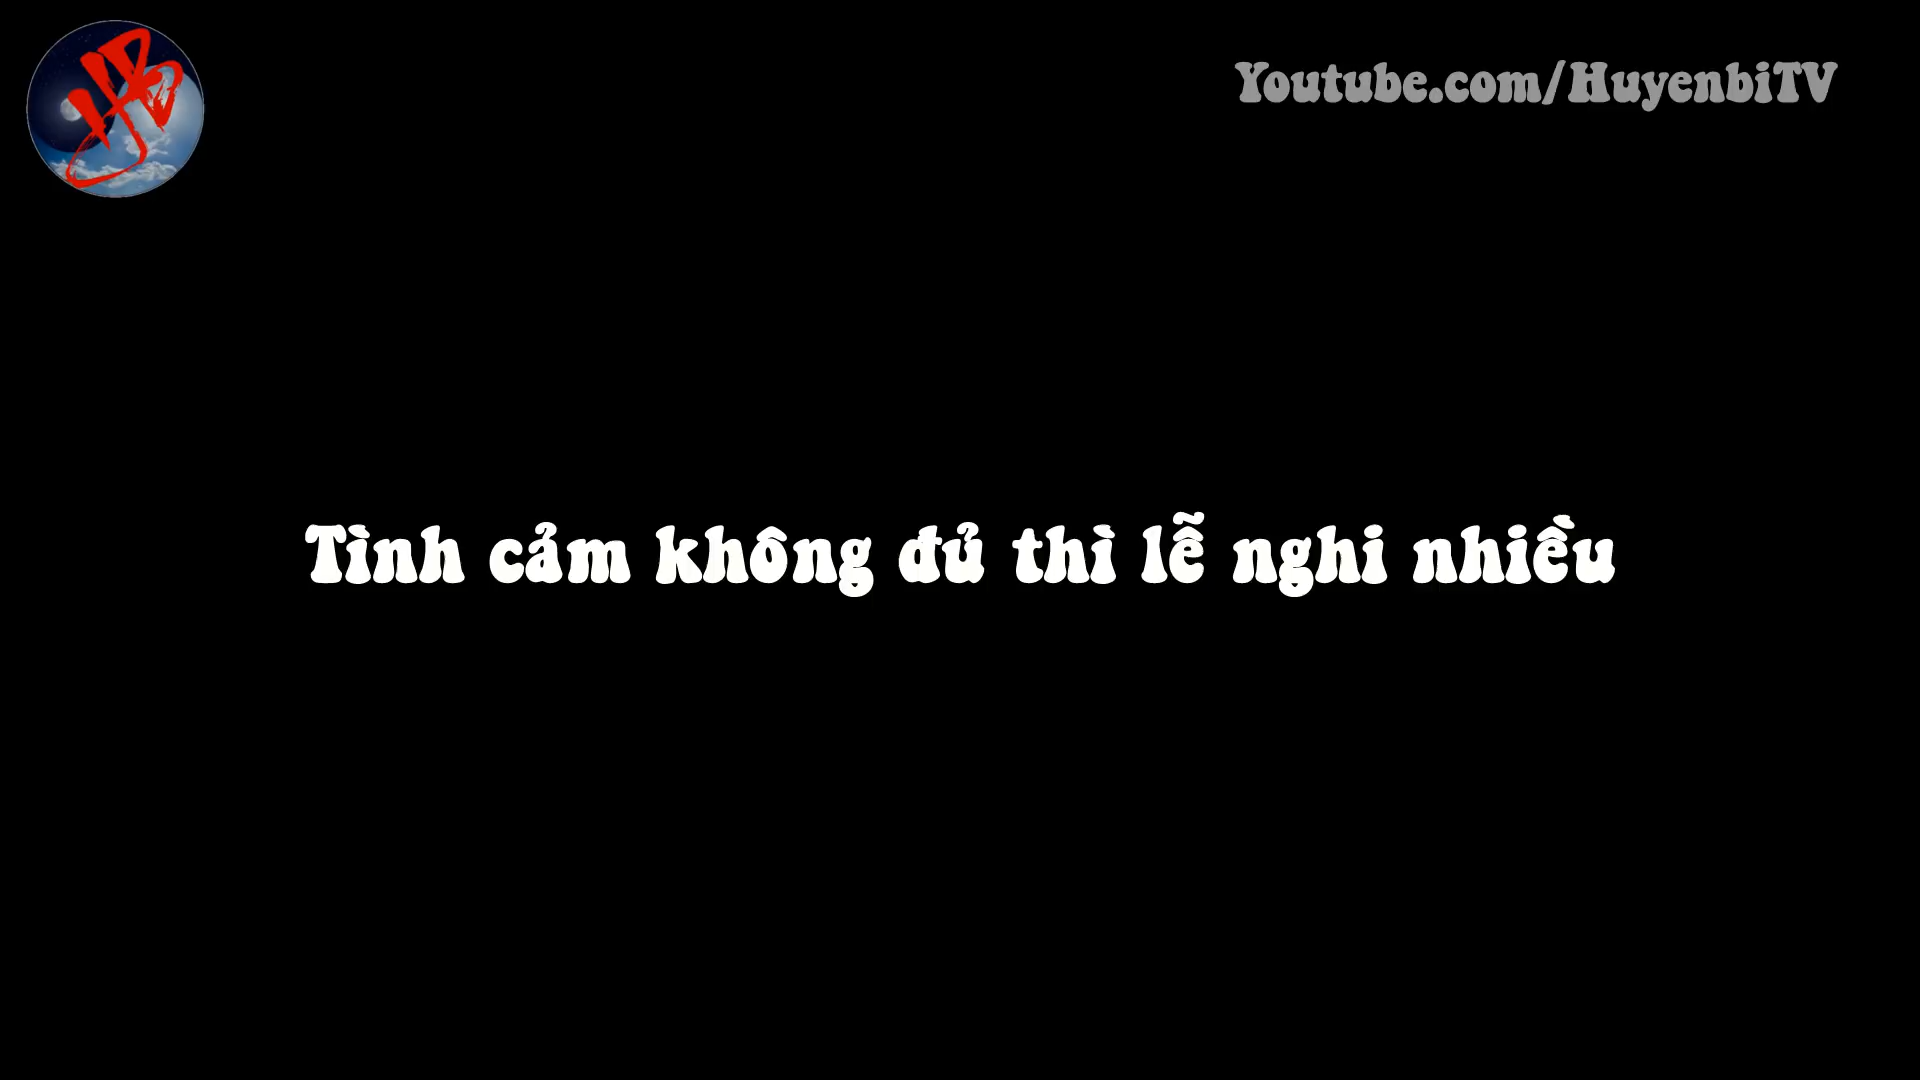 Youtube.com/HuyenbiTV
Tình cảm không đủ thì lễ nghi nhiều